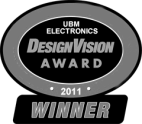 UBM
ELECTRONICS
DESIGNVISION
AWARD
2011
WINNER